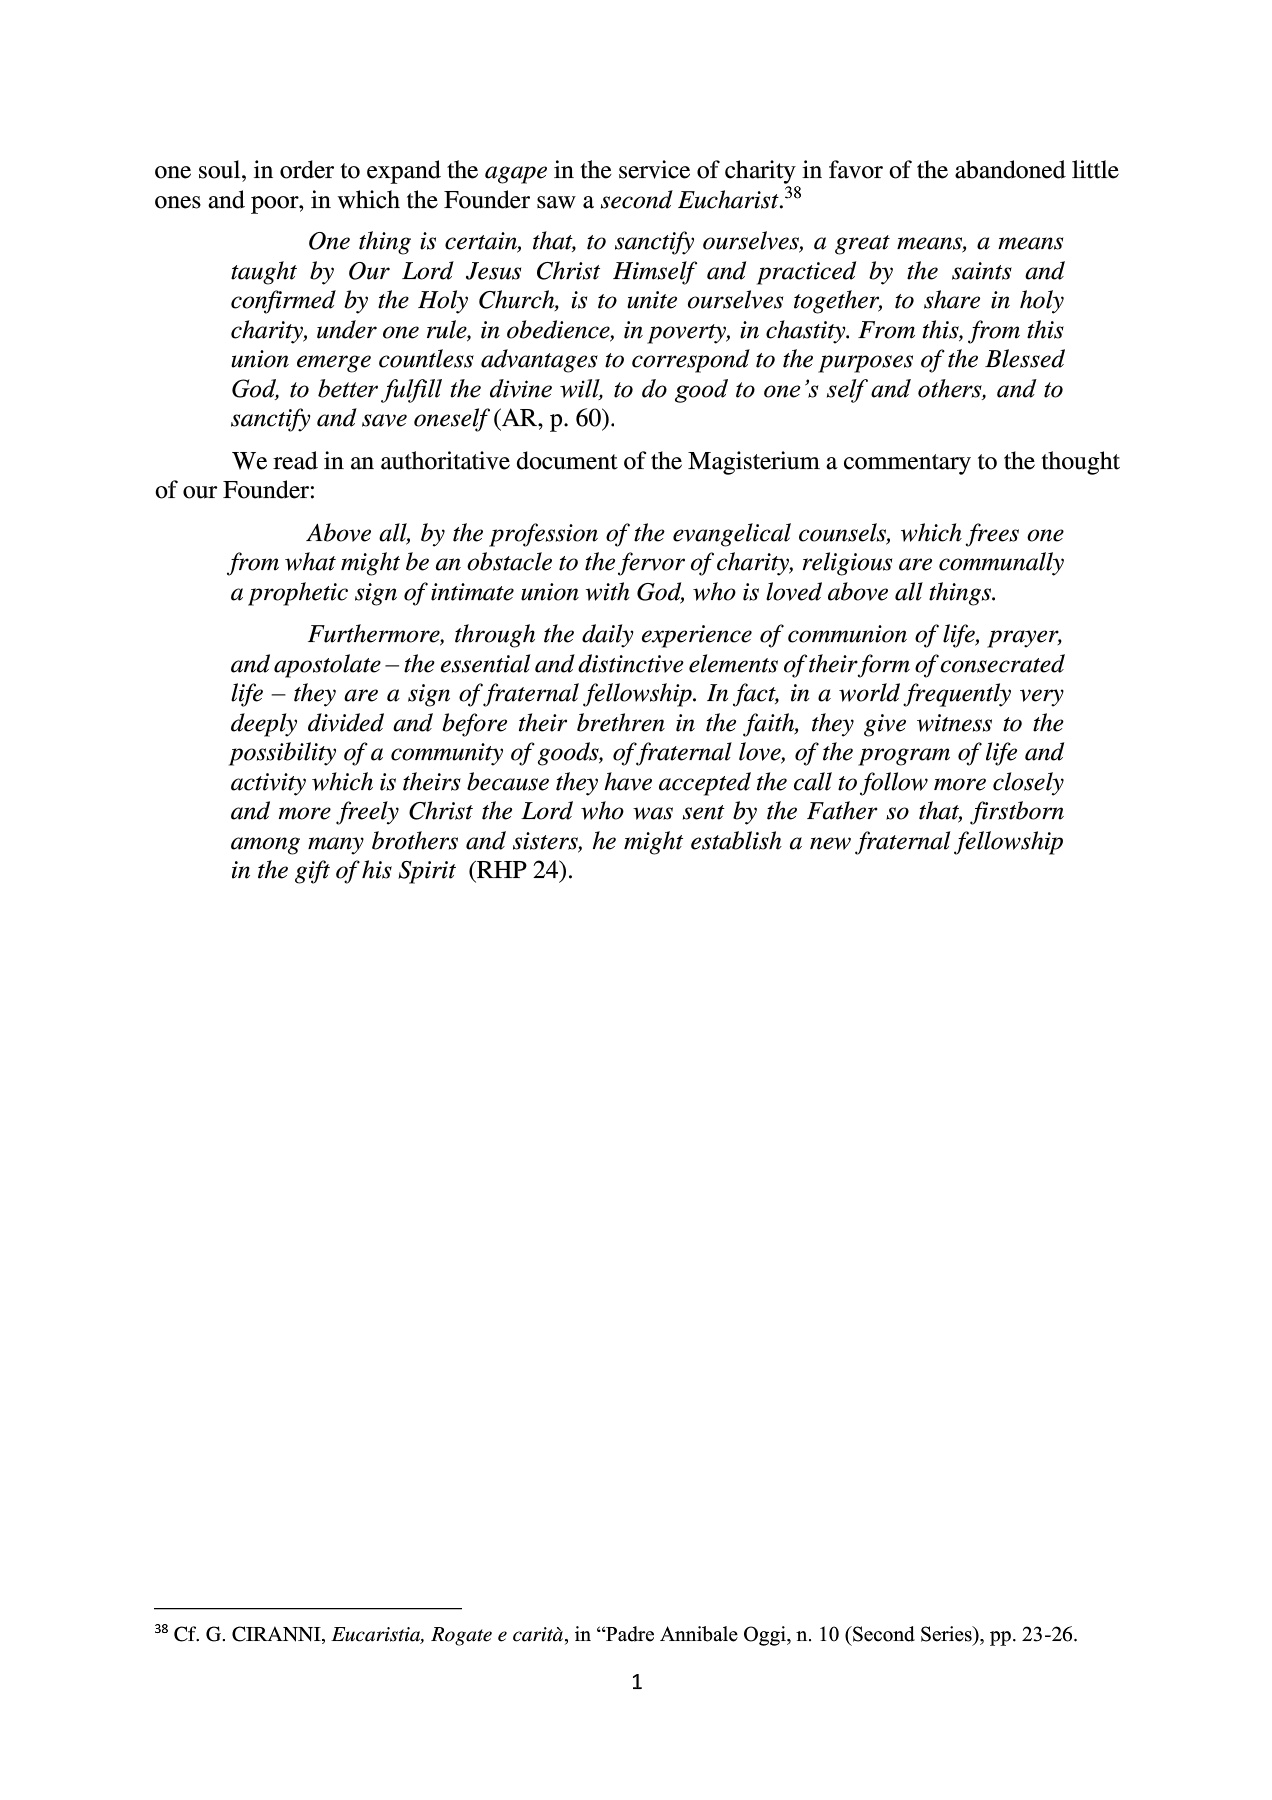 one soul, in order to expand the agape in the service of charity in favor of the abandoned little
ones and poor, in which the Founder saw a second Eucharist.38
One thing is certain, that, to sanctify ourselves, a great means, a means
taught by Our Lord Jesus Christ Himself and practiced by the saints and
confirmed by the Holy Church, is to unite ourselves together, to share in holy
charity, under one rule, in obedience, in poverty, in chastity. From this, from this
union emerge countless advantages to correspond to the purposes of the Blessed
God, to better fulfill the divine will, to do good to one’s self and others, and to
sanctify and save oneself (AR, p. 60).
We read in an authoritative document of the Magisterium a commentary to the thought
of our Founder:
Above all, by the profession of the evangelical counsels, which frees one
from what might be an obstacle to the fervor of charity, religious are communally
a prophetic sign of intimate union with God, who is loved above all things.
Furthermore, through the daily experience of communion of life, prayer,
and apostolate – the essential and distinctive elements of their form of consecrated
life – they are a sign of fraternal fellowship. In fact, in a world frequently very
deeply divided and before their brethren in the faith, they give witness to the
possibility of a community of goods, of fraternal love, of the program of life and
activity which is theirs because they have accepted the call to follow more closely
and more freely Christ the Lord who was sent by the Father so that, firstborn
among many brothers and sisters, he might establish a new fraternal fellowship
in the gift of his Spirit (RHP 24).
38 Cf. G. CIRANNI, Eucaristia, Rogate e carità, in “Padre Annibale Oggi, n. 10 (Second Series), pp. 23-26.
1